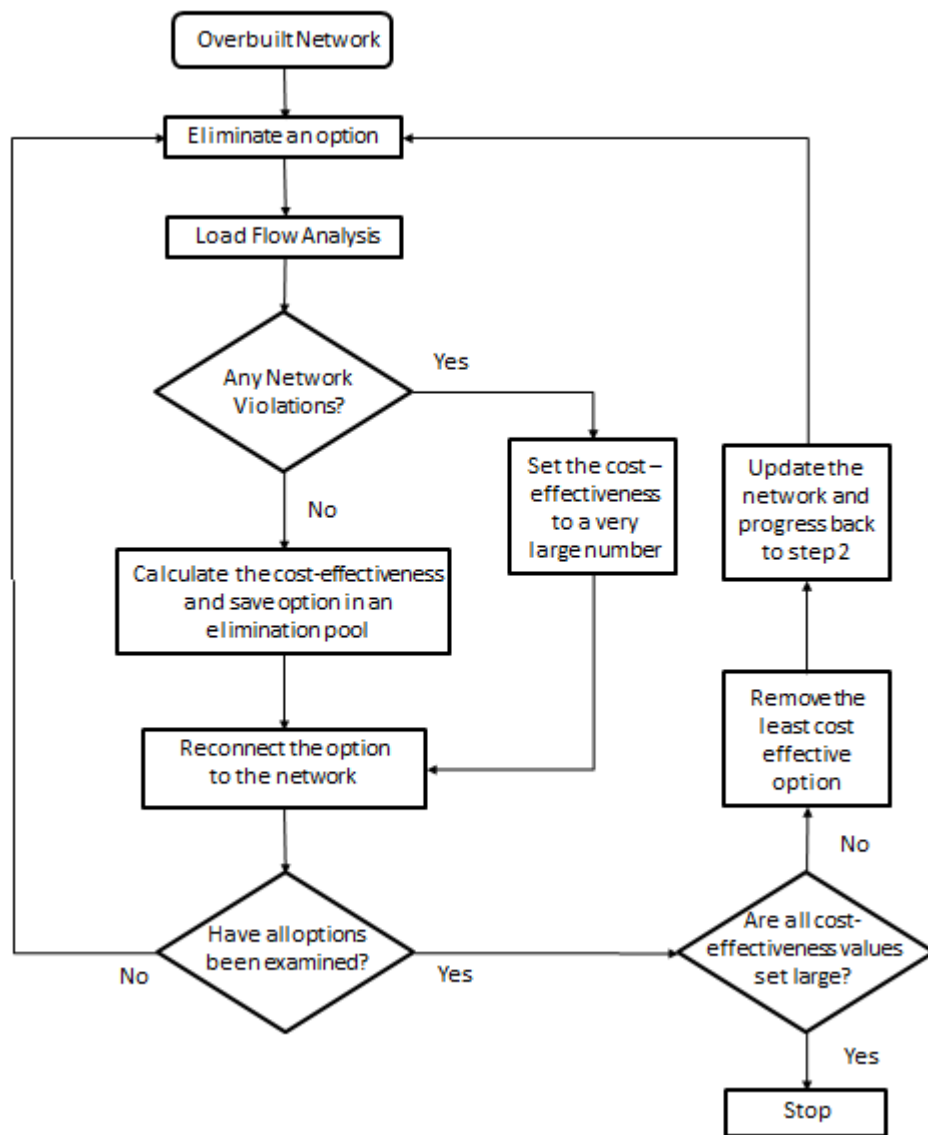 Overbuilt Network
Eliminate an option
Load Flow Analysis
Any Network
Violations?
Yes
No
Set the cost –
effectiveness
to a very
large number
Calculate the cost-effectiveness
and save option in an
elimination pool
Reconnect the option
to the network
Have all options
been examined?
No
Yes
Are all cost-
effectiveness values
set large?
No
Remove the
least cost
effective
option
Update the
network and
progress back
to step 2
Yes
Stop